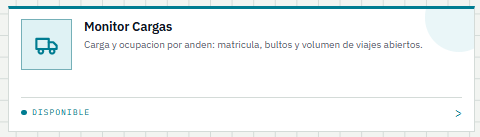 Monitor Cargas
Carga y ocupacion por anden: matricula, bultos y volumen de viajes abiertos.
DISPONIBLE
>